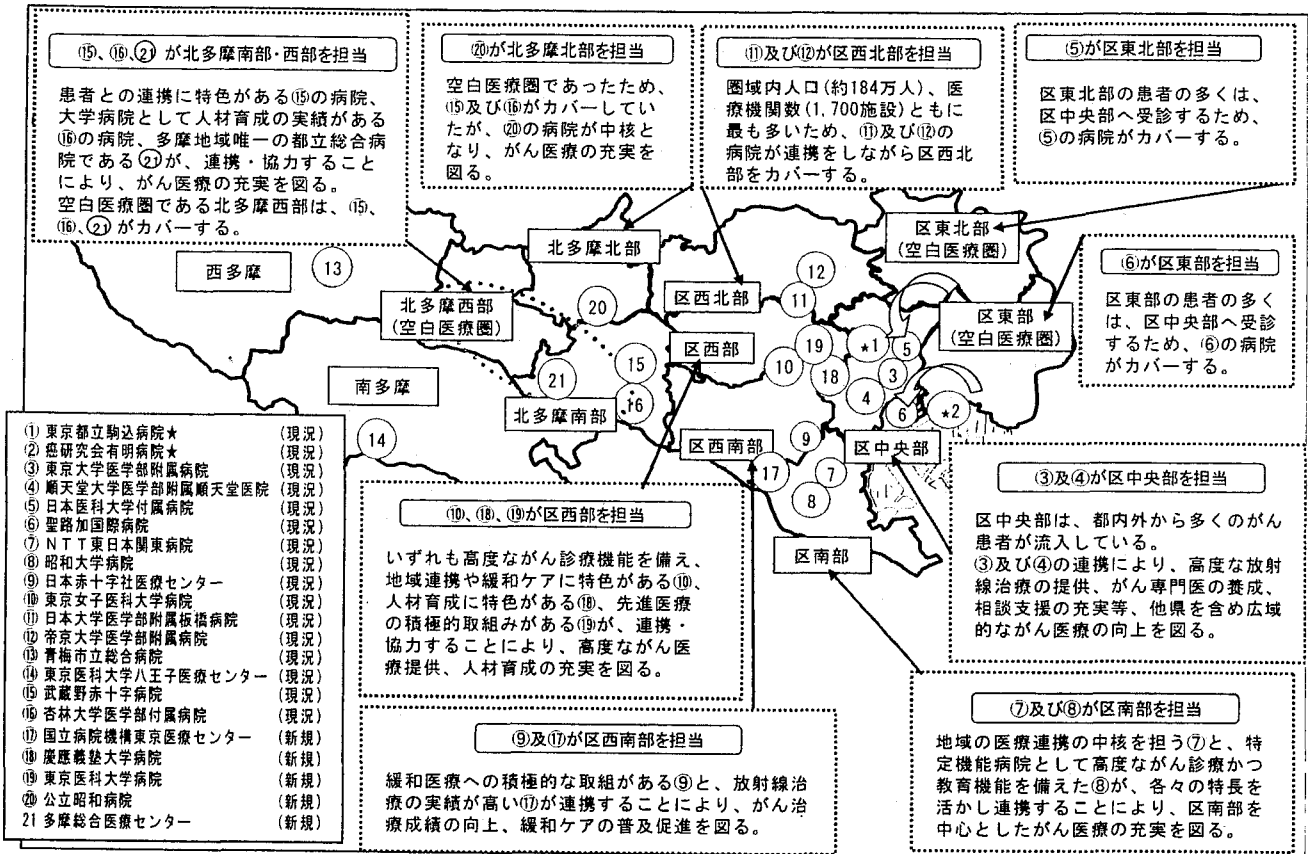 ⑮、⑯、㉑が北多摩南部・西部を担当
患者との連携に特色がある⑮の病院、
大学病院として人材育成の実績がある
⑯の病院、多摩地域唯一の都立総合病
院である㉑が、連携・協力すること
により、がん医療の充実を図る。
空白医療圏である北多摩西部は、⑮、
⑯、㉑がカバーする。
⑳が北多摩北部を担当
空白医療圏であったため、
⑮及び⑯がカバーしてい
たが、⑳の病院が中核と
なり、がん医療の充実を
図る。
⑪及び⑫が区西北部を担当
圏域内人口(約184万人)、医
療機関数(1,700施設)ともに
最も多いため、⑪及び⑫の
病院が連携をしながら区西北
部をカバーする。
⑤が区東北部を担当
区東北部の患者の多くは、
区中央部へ受診するため、
⑤の病院がカバーする。
⑥が区東部を担当
区東部の患者の多く
は、区中央部へ受診
するため、⑥の病院
がカバーする。
西多摩
13
北多摩北部
北多摩西部
(空白医療圏)
20
区西北部
12
11
区東北部
(空白医療圏)
区東部
(空白医療圏)
区西部
南多摩
14
21
15
16
北多摩南部
10
19
18
★1
5
3
4
6
★2
区西南部
9
17
7
8
区中央部
区南部
① 東京都立駒込病院★ (現況)
② 癌研究会有明病院★ (現況)
③ 東京大学医学部附属病院 (現況)
④ 順天堂大学医学部附属順天堂医院 (現況)
⑤ 日本医科大学付属病院 (現況)
⑥ 聖路加国際病院 (現況)
⑦ NTT東日本関東病院 (現況)
⑧ 昭和大学病院 (現況)
⑨ 日本赤十字社医療センター (現況)
⑩ 東京女子医科大学病院 (現況)
⑪ 日本大学医学部附属板橋病院 (現況)
⑫ 帝京大学医学部附属病院 (現況)
⑬ 青梅市立総合病院 (現況)
⑭ 東京医科大学八王子医療センター (現況)
⑮ 武蔵野赤十字病院 (現況)
⑯ 杏林大学医学部付属病院 (現況)
⑰ 国立病院機構東京医療センター (新規)
⑱ 慶應義塾大学病院 (新規)
⑲ 東京医科大学病院 (新規)
⑳ 公立昭和病院 (新規)
21 多摩総合医療センター (新規)
⑩、⑱、⑲が区西部を担当
いずれも高度ながん診療機能を備え、
地域連携や緩和ケアに特色がある⑩、
人材育成に特色がある⑱、先進医療
の積極的取組みがある⑲が、連携・
協力することにより、高度ながん医
療提供、人材育成の充実を図る。
⑨及び⑰が区西南部を担当
緩和医療への積極的な取組がある⑨と、放射線治
療の実績が高い⑰が連携することにより、がん治
療成績の向上、緩和ケアの普及促進を図る。
③及④が区中央部を担当
区中央部は、都内外から多くのがん
患者が流入している。
③及び④の連携により、高度な放射
線治療の提供、がん専門医の養成、
相談支援の充実等、他県を含め広域
的ながん医療の向上を図る。
⑦及び⑧が区南部を担当
地域の医療連携の中核を担う⑦と、特
定機能病院として高度ながん診療かつ
教育機能を備えた⑧が、各々の特長を
活かし連携することにより、区南部を
中心としたがん医療の充実を図る。